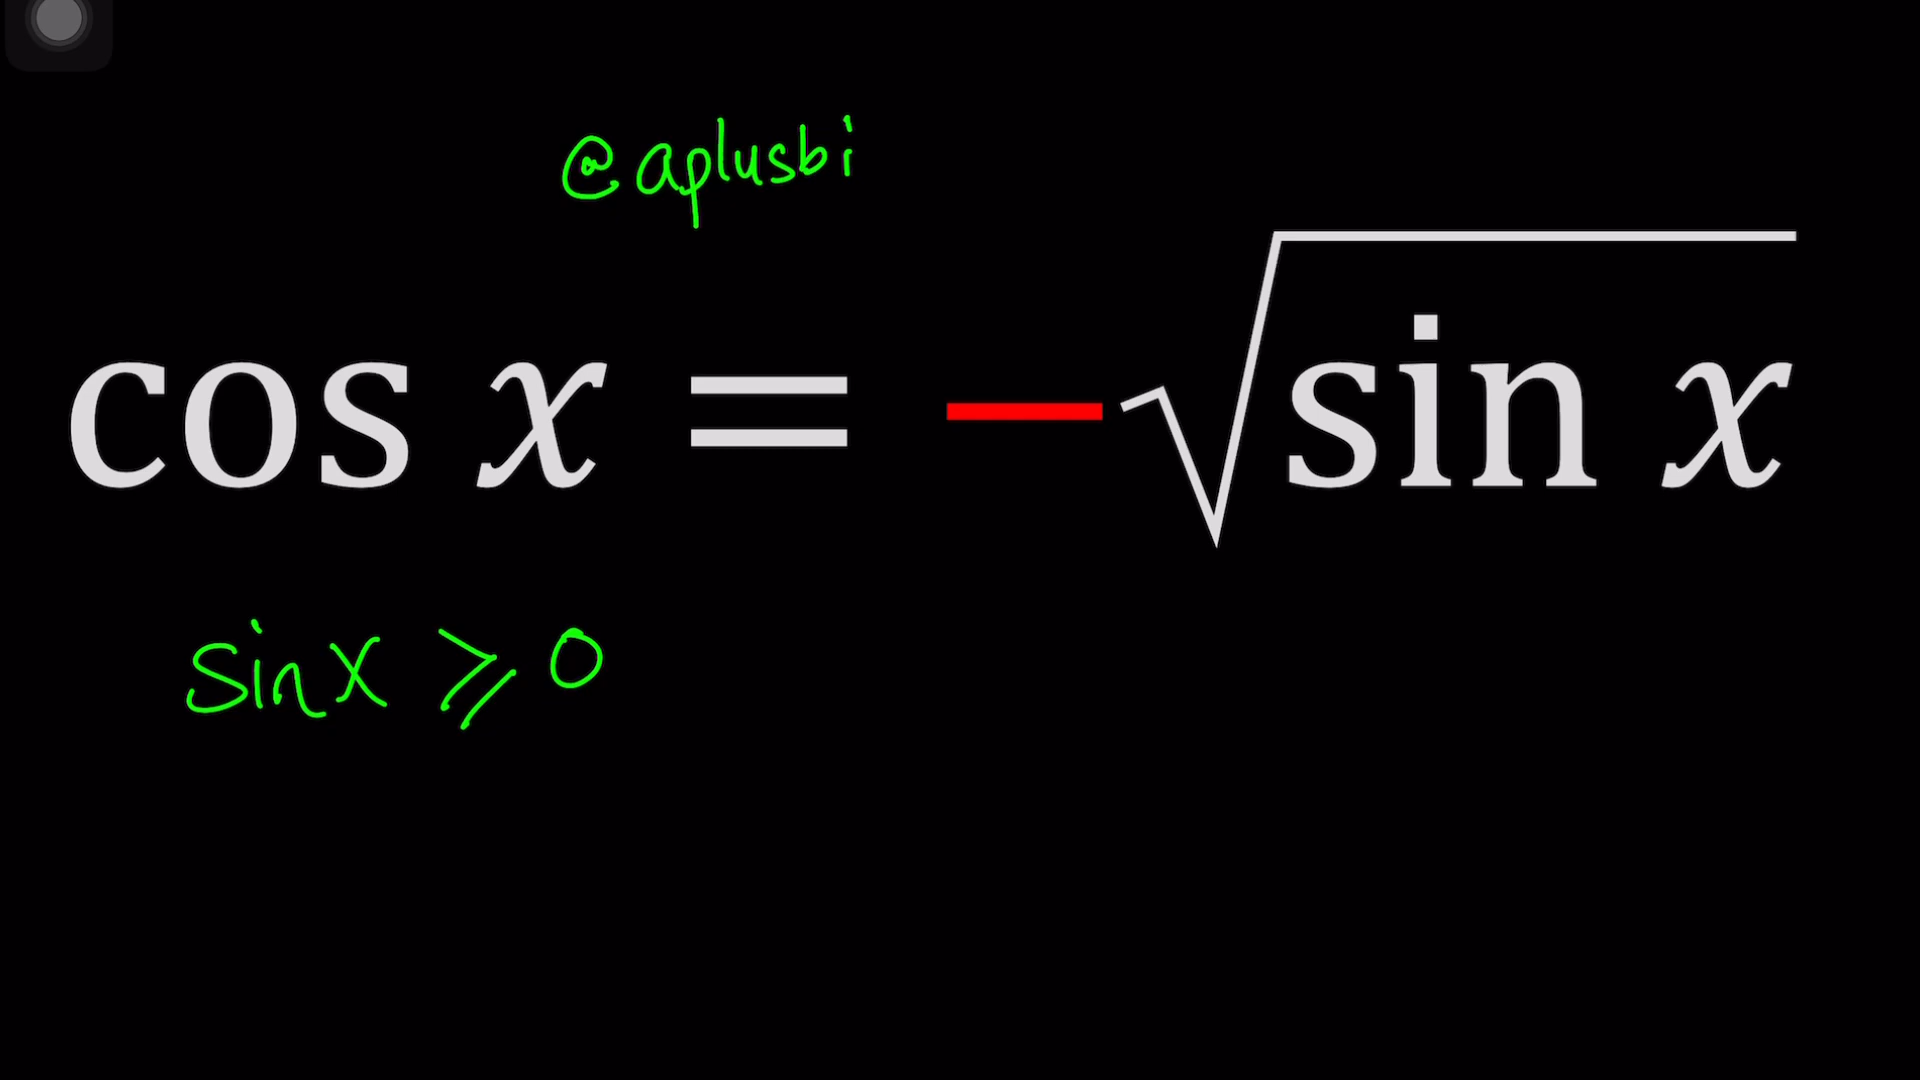 @aplusbi
cos x = −√sin x
sinx ⩾ 0